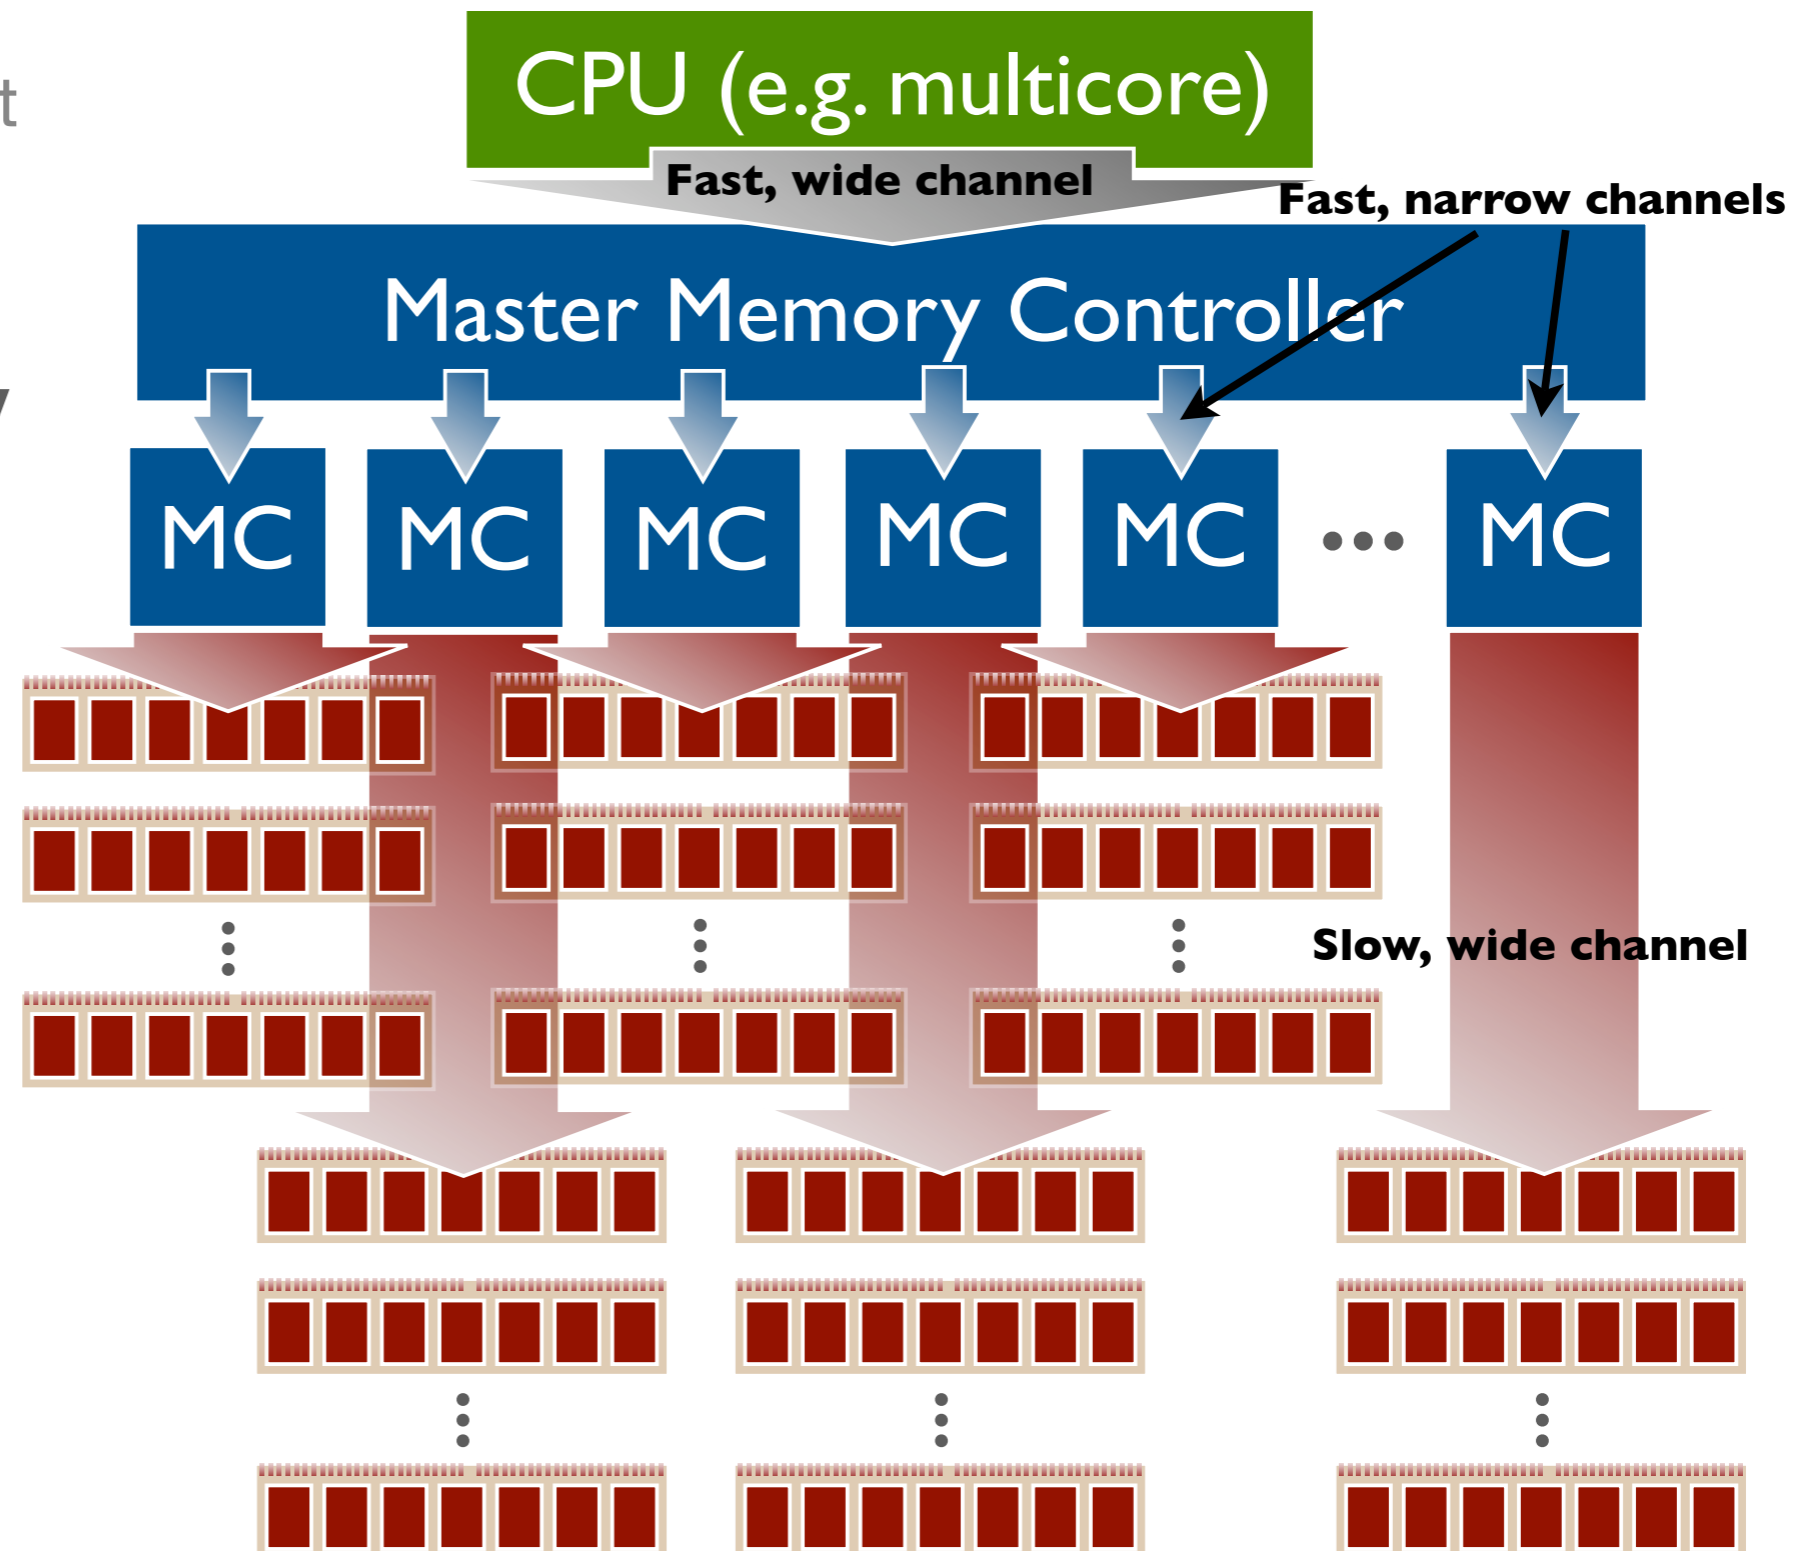 t
CPU (e.g. multicore)
Fast, wide channel
Fast, narrow channels
Master Memory Controller
y
MC MC MC MC MC ... MC
Slow, wide channel